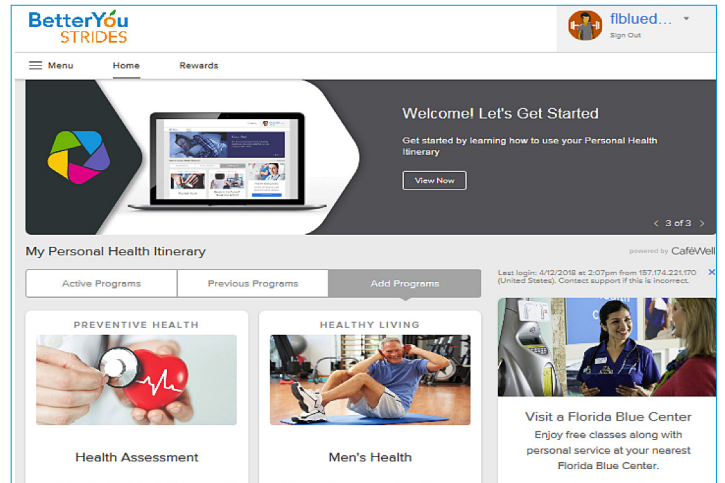 BetterYou
STRIDES
flblued...
Sign Out
Menu
Home
Rewards
Welcome! Let's Get Started
Get started by learning how to use your Personal Health
Itinerary
View Now
< 3 of 3 >
My Personal Health Itinerary
powered by CaféWell
Active Programs
Previous Programs
Add Programs
Last login: 4/12/2018 at 2:07pm from 157.174.221.170
(United States). Contact support if this is incorrect.
PREVENTIVE HEALTH
Health Assessment
HEALTHY LIVING
Men's Health
Visit a Florida Blue Center
Enjoy free classes along with
personal service at your nearest
Florida Blue Center.